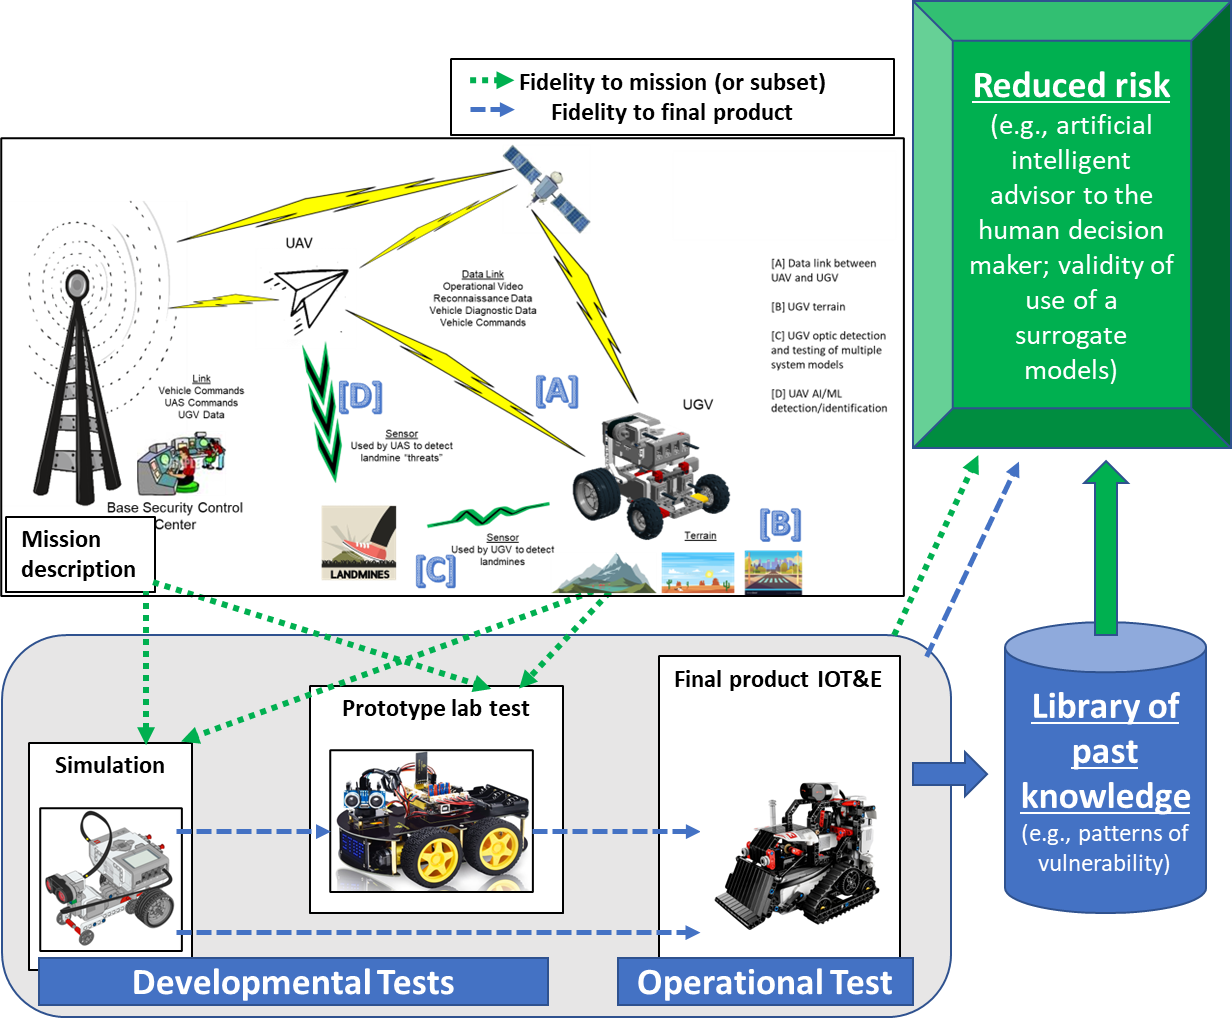 Fidelity to mission (or subset)
Fidelity to final product
Reduced risk
(e.g., artificial
intelligent
advisor to the
human decision
maker; validity of
use of a
surrogate
models)
UAV
Data Link
Operational Video
Reconnaissance Data
Vehicle Diagnostic Data
Vehicle Commands
[A] Data link between
UAV and UGV
[B] UGV terrain
[C] UGV optic detection
and testing of multiple
system models
[D] UAV AI/ML
detection/identification
Link
Vehicle Commands
UAS Commands
UGV Data
[D]
[A]
UGV
Sensor
Used by UAS to detect
landmine "threats"
Base Security Control
Center
Mission
description
LANDMINES
[C]
Sensor
Used by UGV to detect
landmines
Terrain
[B]
Simulation
Prototype lab test
Final product IOT&E
Developmental Tests
Operational Test
Library of
past
knowledge
(e.g., patterns of
vulnerability)